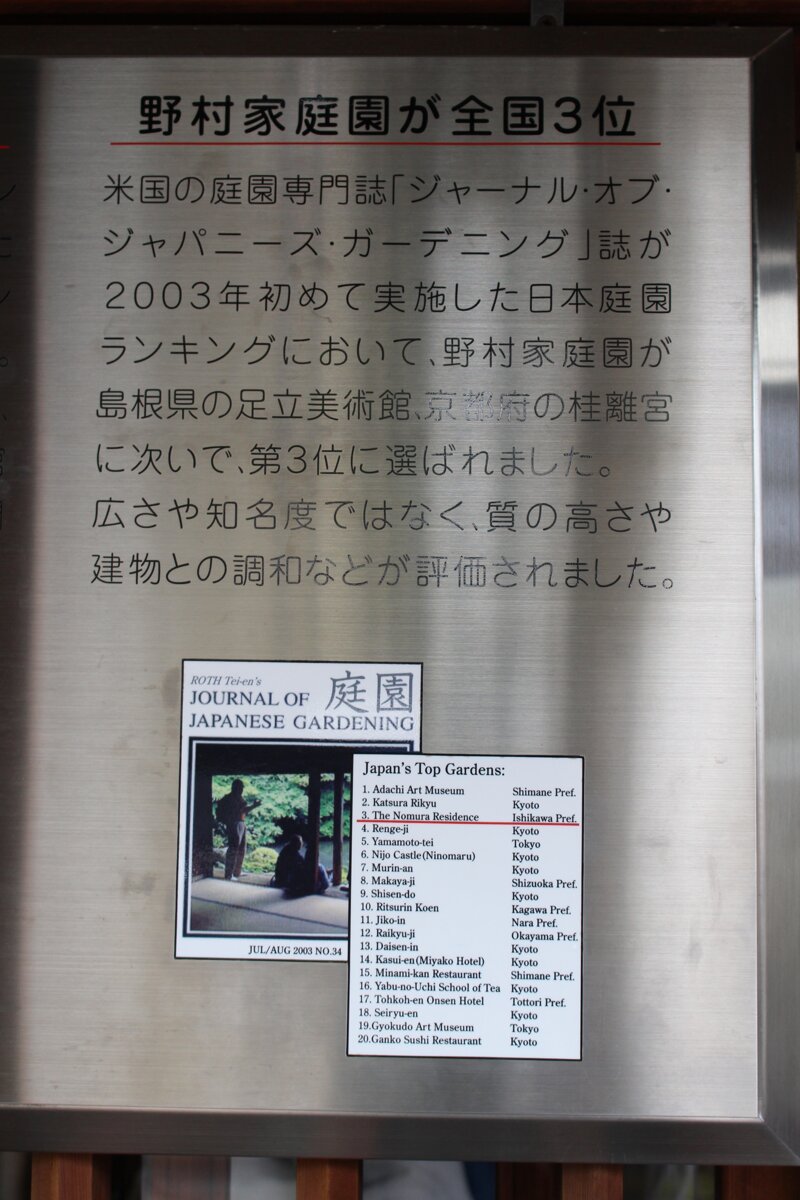 野村家庭園が全国3位
米国の庭園専門誌「ジャーナル・オブ・
ジャパニーズ・ガーデニング」誌が
2003年初めて実施した日本庭園
ランキングにおいて、野村家庭園が
島根県の足立美術館、京都府の桂離宮
に次いで、第3位に選ばれました。
広さや知名度ではなく、質の高さや
建物との調和などが評価されました。
ROTH Tei-en's
庭園
JOURNAL OF
JAPANESE GARDENING
JUL/AUG 2003 NO.34
Japan's Top Gardens:
1. Adachi Art Museum Shimane Pref.
2. Katsura Rikyu Kyoto
3. The Nomura Residence Ishikawa Pref.
4. Renge-ji Kyoto
5. Yamamoto-tei Tokyo
6. Nijo Castle(Ninomaru) Kyoto
7. Murin-an Kyoto
8. Makaya-ji Shizuoka Pref.
9. Shisen-do Kyoto
10. Ritsurin Koen Kagawa Pref.
11. Jiko-in Nara Pref.
12. Raikyu-ji Okayama Pref.
13. Daisen-in Kyoto
14. Kasui-en(Miyako Hotel) Kyoto
15. Minami-kan Restaurant Shimane Pref.
16. Yabu-no-Uchi School of Tea Kyoto
17. Tohkoh-en Onsen Hotel Tottori Pref.
18. Seiryu-en Kyoto
19.Gyokudo Art Museum Tokyo
20.Ganko Sushi Restaurant Kyoto